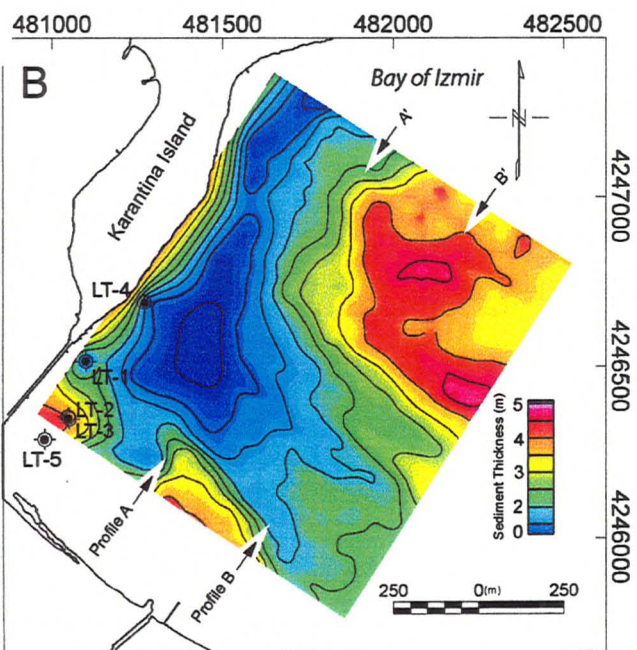 481000 481500 482000 482500
B
Bay of Izmir
Karantina Island
A'
B'
4247000
LT-4
LT-1
4246500
LT-2
LT-3
LT-5
Sediment Thickness (m)
5
4
3
2
0
Profile A
Profile B
4246000
250 0(m) 250